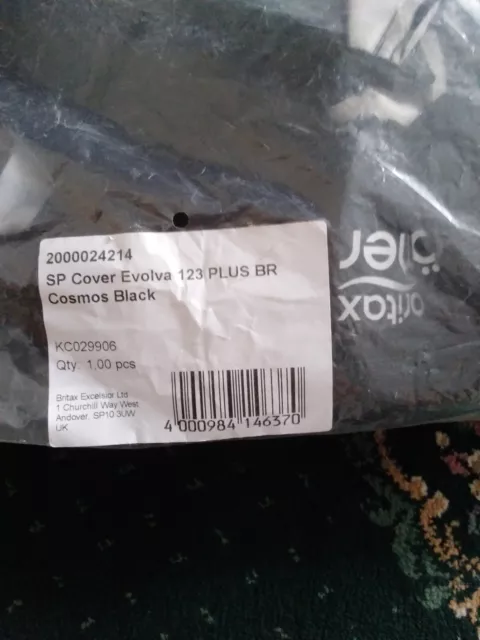 2000024214
SP Cover Evolva 123 PLUS BR
Cosmos Black
KC029906
Qty: 1,00 pcs
Britax Excelsior Ltd
1 Churchill Way West
Andover, SP10 3UW
UK
4 000984 146370
britax